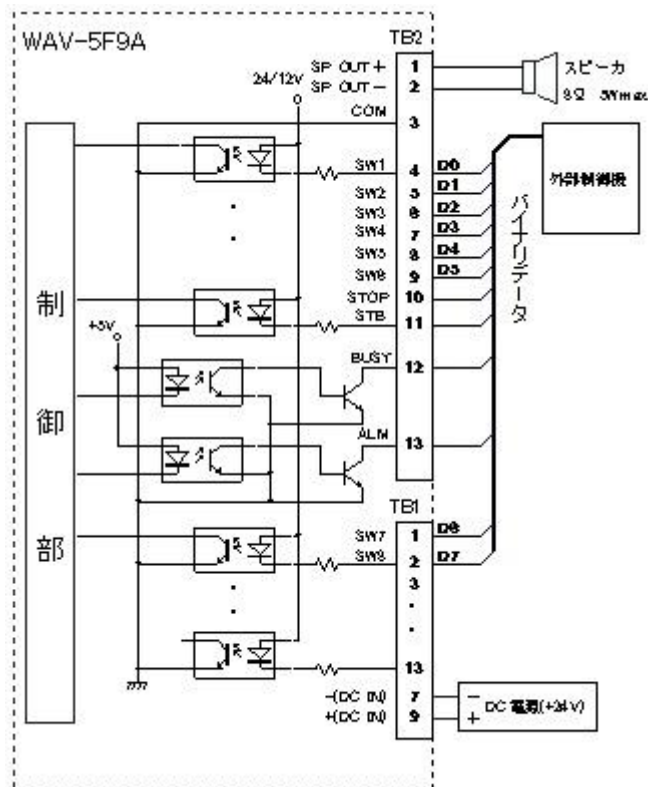 WAV-5F9A
TB2
SP OUT+ 1
24/12V SP OUT- 2
COM 3
スピーカ
8Ω 5Wmax
SW1 4 D0
SW2 5 D1
SW3 6 D2
SW4 7 D3
SW5 8 D4
SW6 9 D5
STOP 10
STB 11
外部制御機
バイナリデータ
制御部
+5V
BUSY 12
ALM 13
TB1
SW7 1 D6
SW8 2 D7
3
13
-(DC IN) 7 -
+(DC IN) 9 +
DC 電源(+24V)